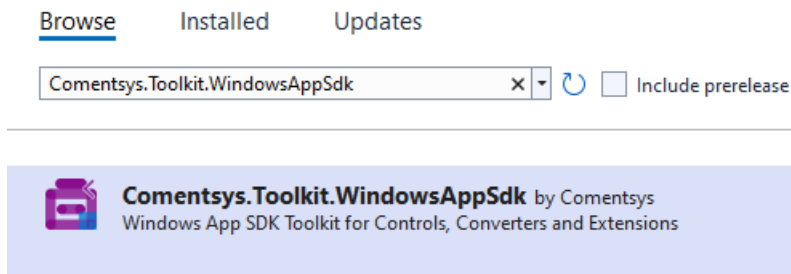 Browse Installed Updates
Comentsys.Toolkit.WindowsAppSdk Include prerelease
Comentsys.Toolkit.WindowsAppSdk by Comentsys
Windows App SDK Toolkit for Controls, Converters and Extensions